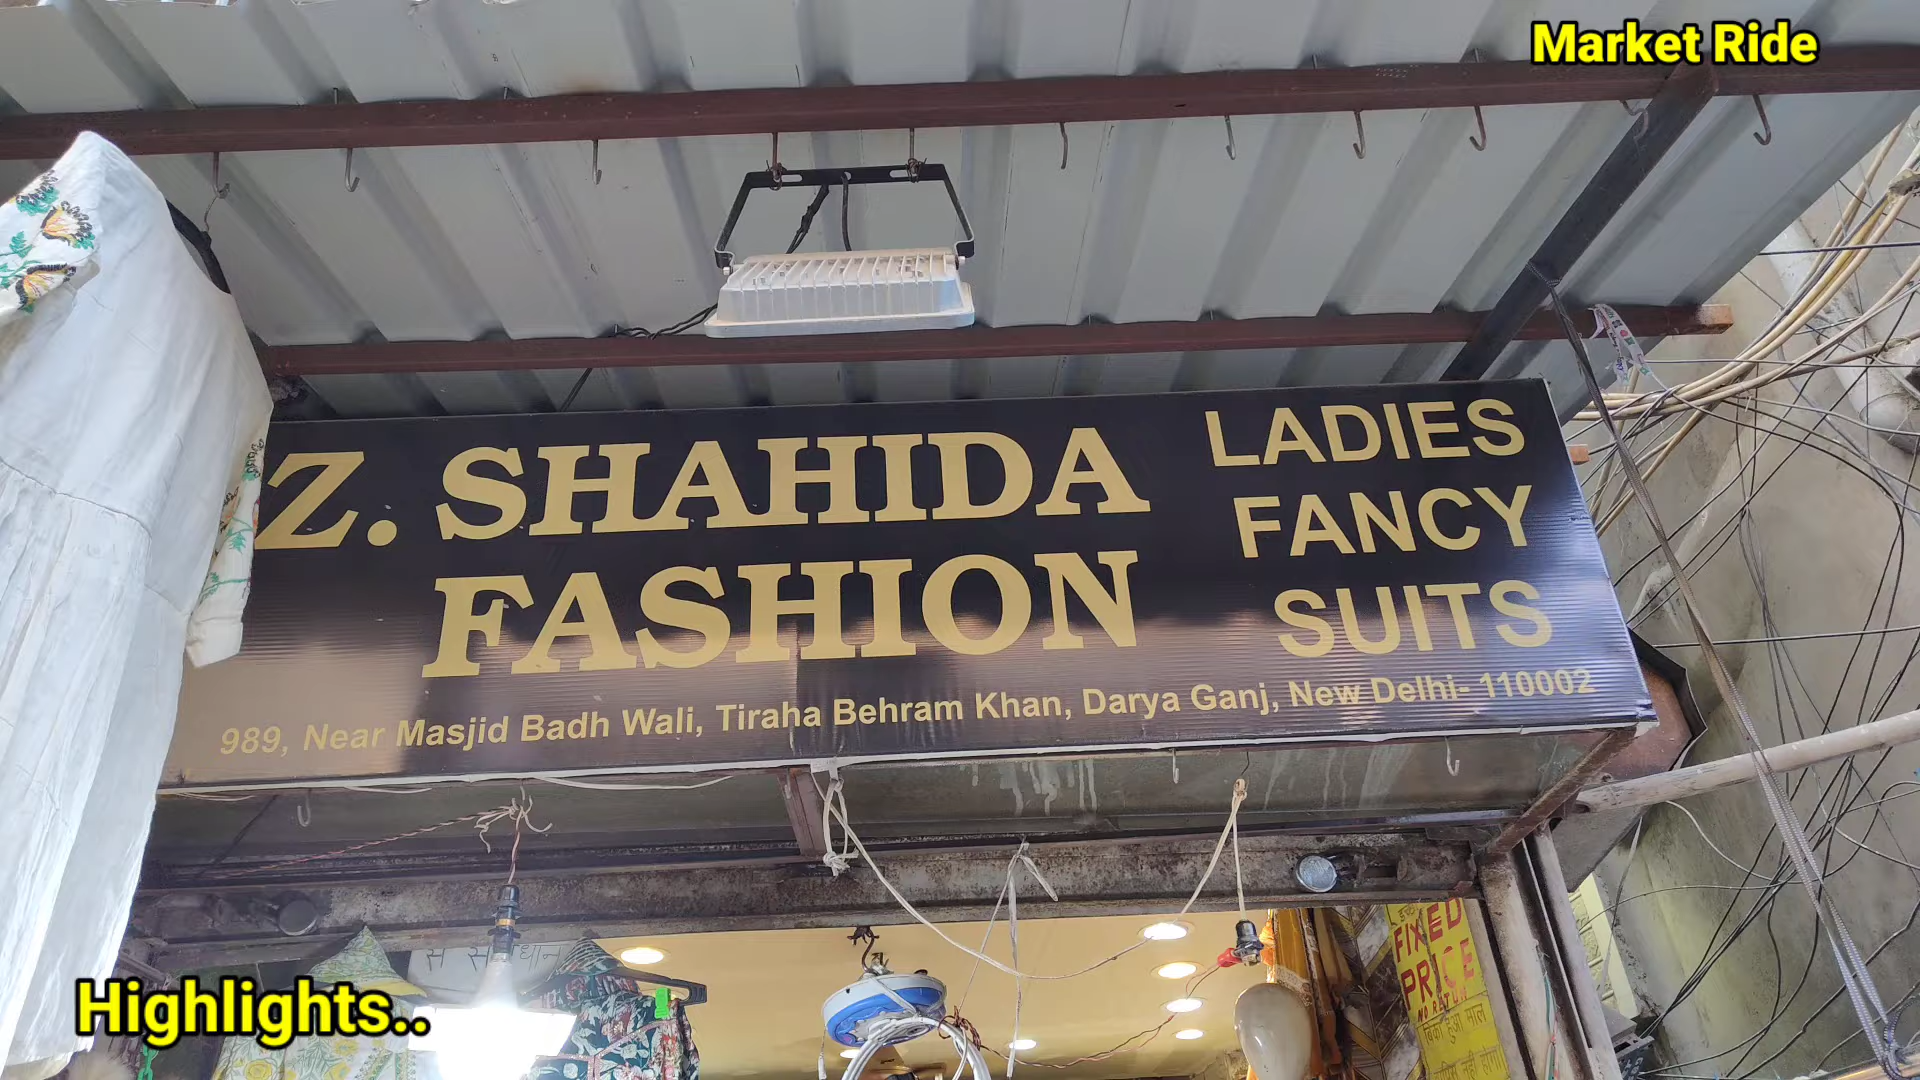 Market Ride
Z. SHAHIDA
FASHION
LADIES
FANCY
SUITS
989, Near Masjid Badh Wali, Tiraha Behram Khan, Darya Ganj, New Delhi- 110002
FIXED
PRICE
NO RETURN
बिका हुआ माल
Highlights..